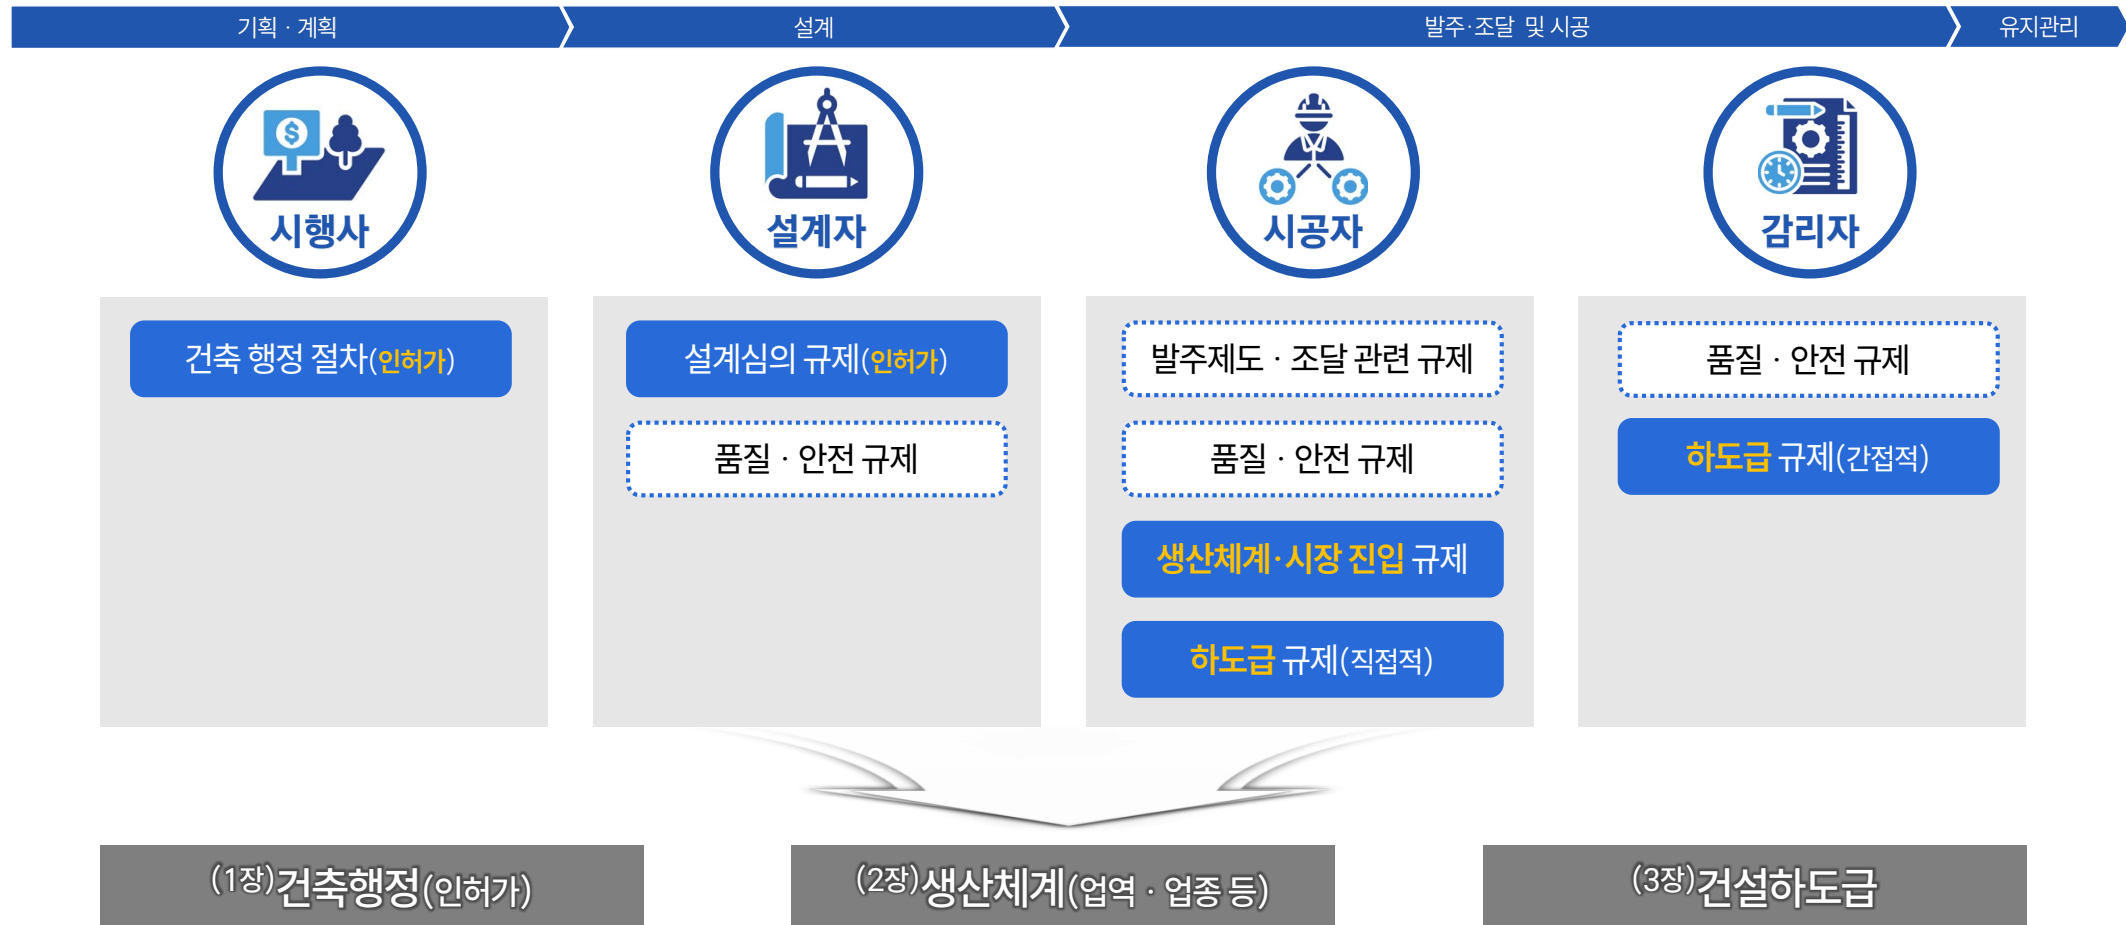 기획 · 계획
설계
발주·조달 및 시공
유지관리
$
시행사
설계자
시공자
감리자
건축 행정 절차(인허가)
설계심의 규제(인허가)
품질 · 안전 규제
발주제도 · 조달 관련 규제
품질 · 안전 규제
생산체계·시장 진입 규제
하도급 규제(직접적)
품질 · 안전 규제
하도급 규제(간접적)
(1장)건축행정(인허가)
(2장)생산체계(업역 · 업종 등)
(3장)건설하도급